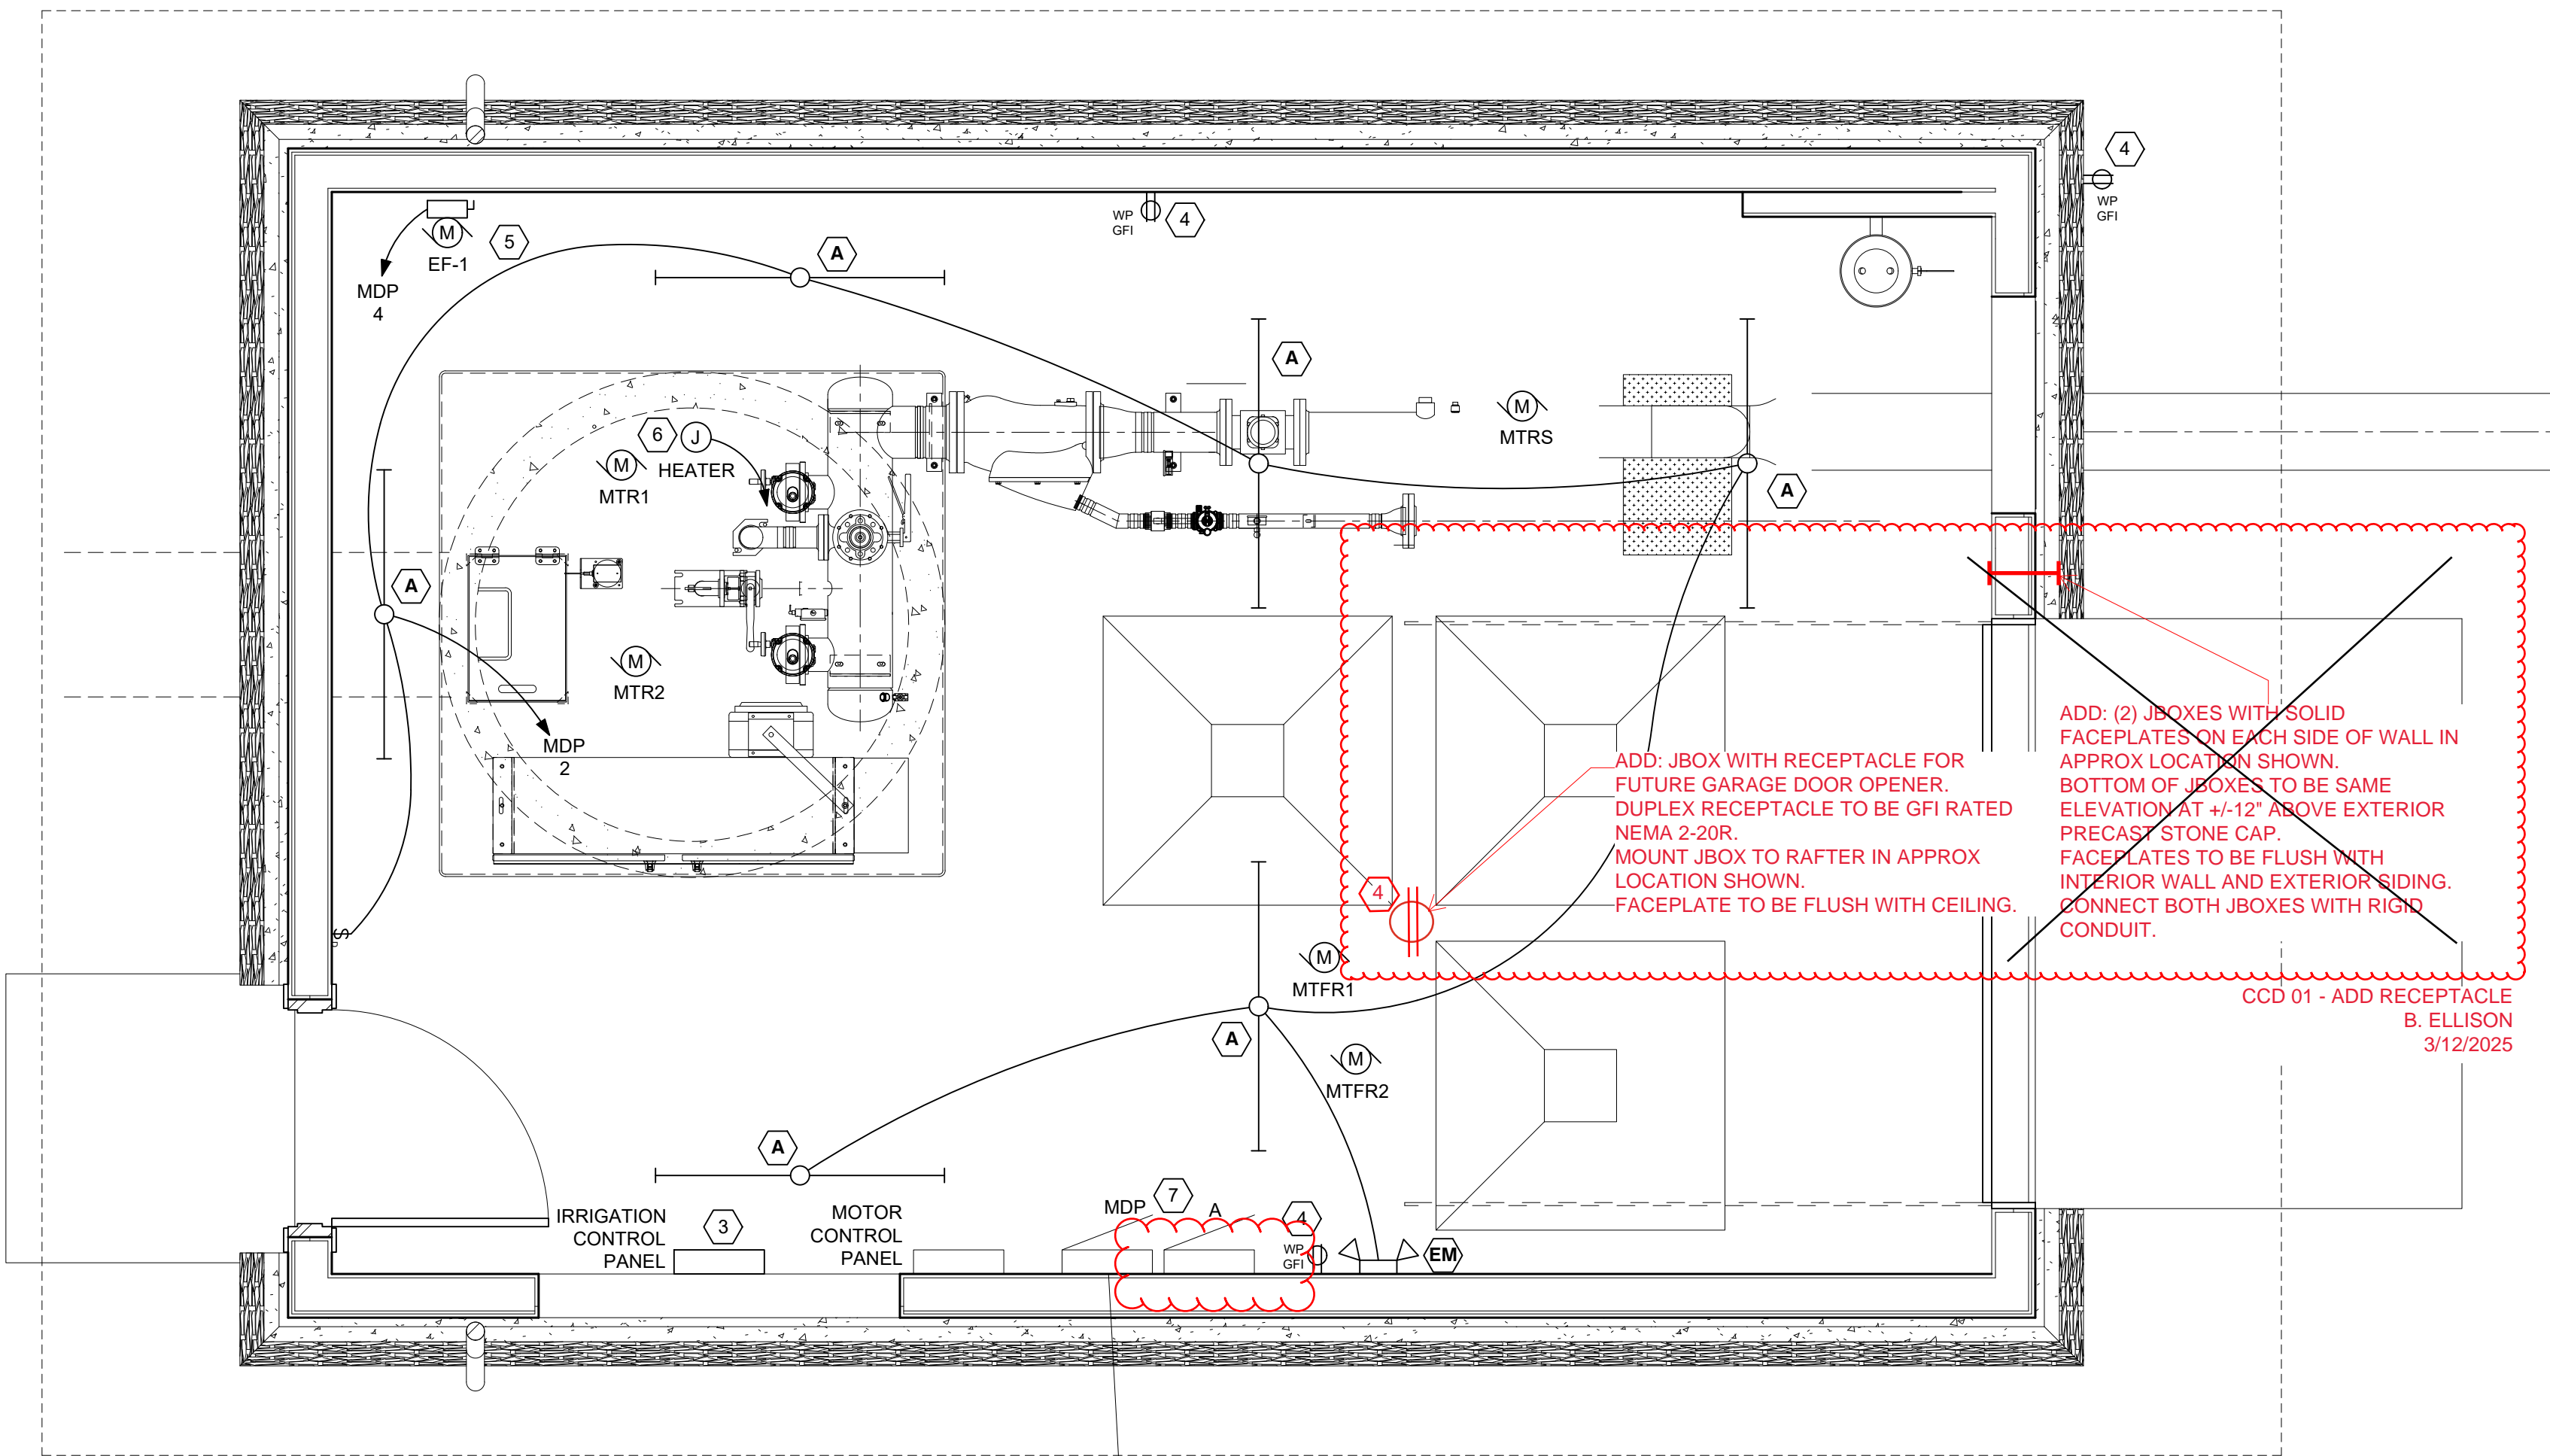 4
WP
GFI
4
WP
GFI
M
5
EF-1
MDP
4
A
A
M
MTRS
6
J
HEATER
M
MTR1
A
A
M
MTR2
MDP
2
ADD: JBOX WITH RECEPTACLE FOR
FUTURE GARAGE DOOR OPENER.
DUPLEX RECEPTACLE TO BE GFI RATED
NEMA 2-20R.
MOUNT JBOX TO RAFTER IN APPROX
LOCATION SHOWN.
FACEPLATE TO BE FLUSH WITH CEILING.
ADD: (2) JBOXES WITH SOLID
FACEPLATES ON EACH SIDE OF WALL IN
APPROX LOCATION SHOWN.
BOTTOM OF JBOXES TO BE SAME
ELEVATION AT +/-12" ABOVE EXTERIOR
PRECAST STONE CAP.
FACEPLATES TO BE FLUSH WITH
INTERIOR WALL AND EXTERIOR SIDING.
CONNECT BOTH JBOXES WITH RIGID
CONDUIT.
4
S
M
MTFR1
CCD 01 - ADD RECEPTACLE
B. ELLISON
3/12/2025
A
M
MTFR2
A
IRRIGATION
CONTROL
PANEL
3
MOTOR
CONTROL
PANEL
MDP
7
A
4
WP
GFI
EM